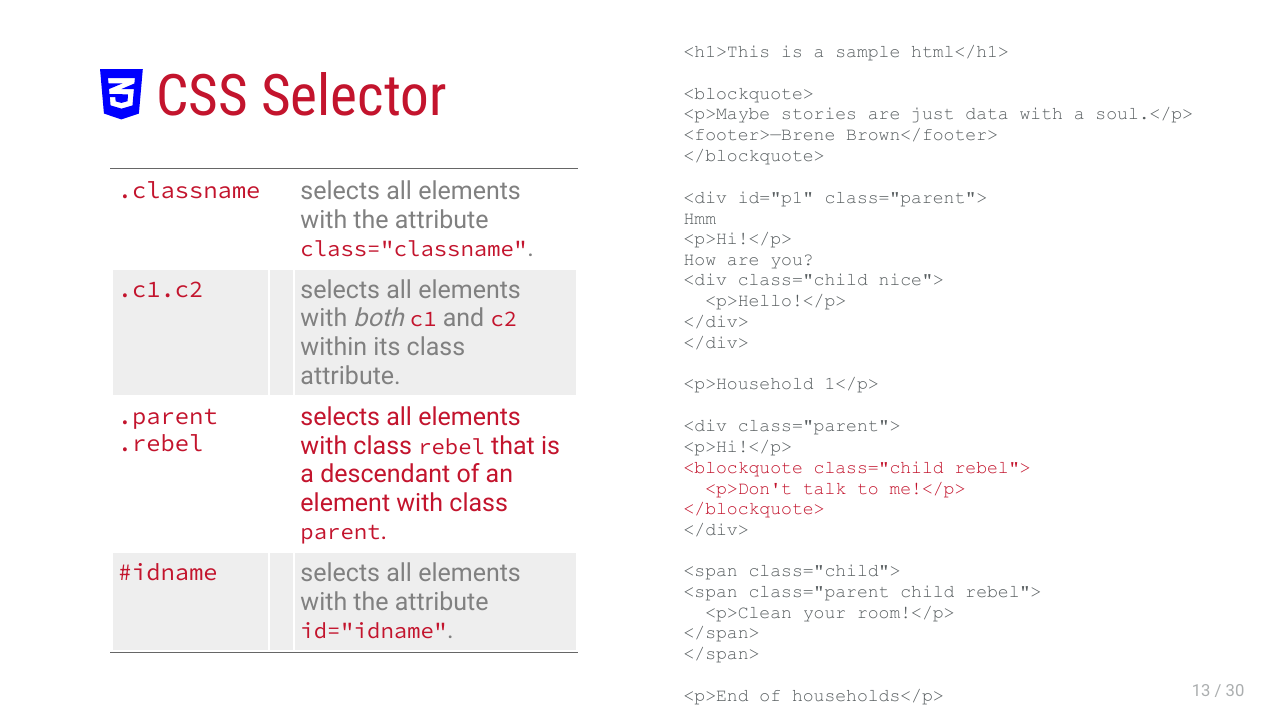 CSS Selector
.classname
selects all elements
with the attribute
class="classname".
.c1.c2
selects all elements
with both c1 and c2
within its class
attribute.
.parent
.rebel
selects all elements
with class rebel that is
a descendant of an
element with class
parent.
#idname
selects all elements
with the attribute
id="idname".
<h1>This is a sample html</h1>
<blockquote>
<p>Maybe stories are just data with a soul.</p>
<footer>—Brene Brown</footer>
</blockquote>
<div id="p1" class="parent">
Hmm
<p>Hi!</p>
How are you?
<div class="child nice">
  <p>Hello!</p>
</div>
</div>
<p>Household 1</p>
<div class="parent">
<p>Hi!</p>
<blockquote class="child rebel">
  <p>Don't talk to me!</p>
</blockquote>
</div>
<span class="child">
<span class="parent child rebel">
  <p>Clean your room!</p>
</span>
</span>
<p>End of households</p>
13 / 30